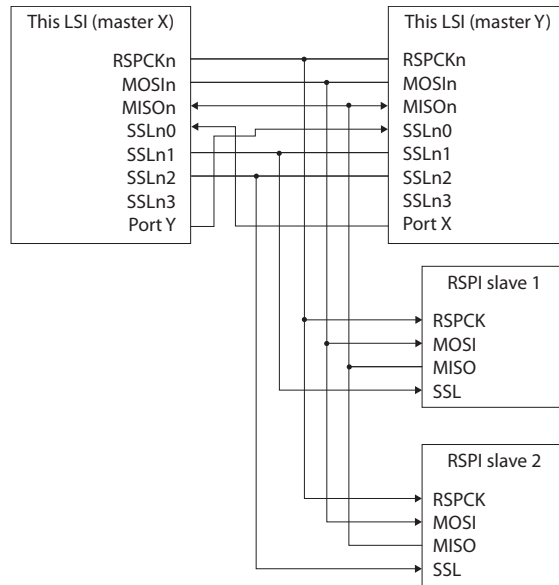 This LSI (master X)
RSPCKn
MOSIn
MISOn
SSLn0
SSLn1
SSLn2
SSLn3
Port Y
This LSI (master Y)
RSPCKn
MOSIn
MISOn
SSLn0
SSLn1
SSLn2
SSLn3
Port X
RSPI slave 1
RSPCK
MOSI
MISO
SSL
RSPI slave 2
RSPCK
MOSI
MISO
SSL